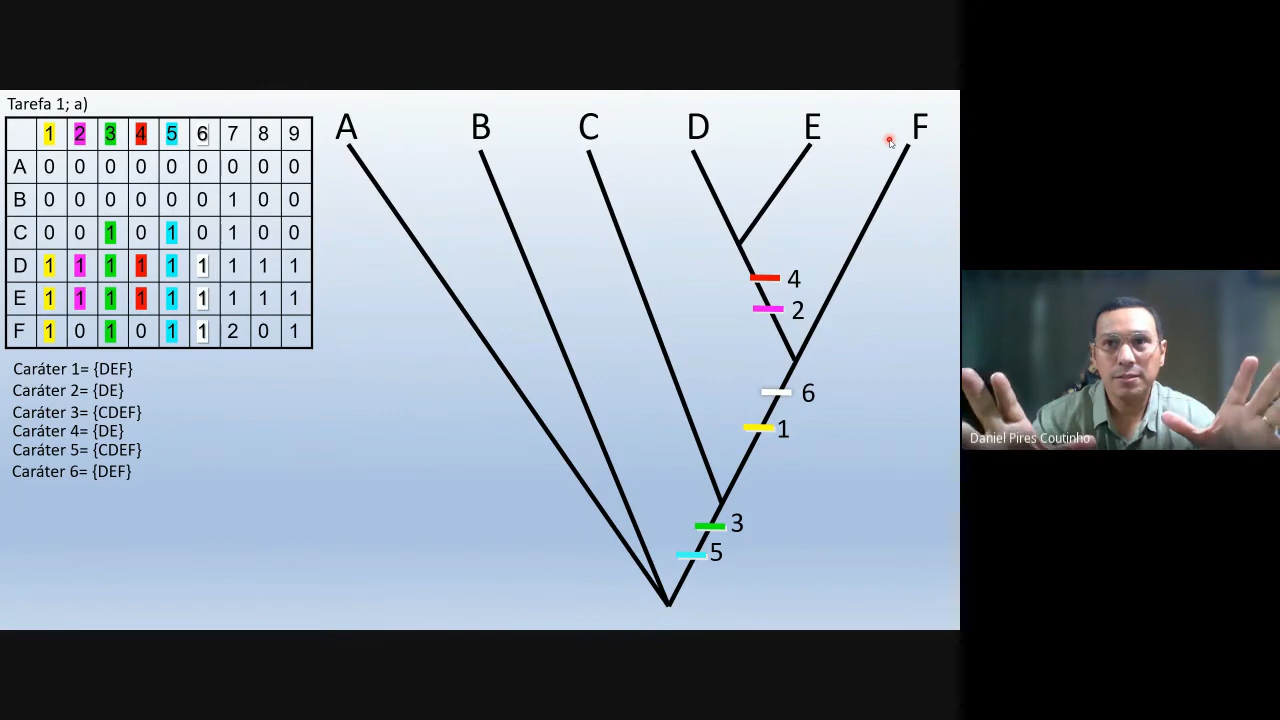 Tarefa 1; a)
1 2 3 4 5 6 7 8 9
A 0 0 0 0 0 0 0 0 0
B 0 0 0 0 0 0 1 0 0
C 0 0 1 0 1 0 1 0 0
D 1 1 1 1 1 1 1 1 1
E 1 1 1 1 1 1 1 1 1
F 1 0 1 0 1 1 2 0 1
Caráter 1= {DEF}
Caráter 2= {DE}
Caráter 3= {CDEF}
Caráter 4= {DE}
Caráter 5= {CDEF}
Caráter 6= {DEF}
A B C D E F
4
2
6
1
3
5
Daniel Pires Coutinho